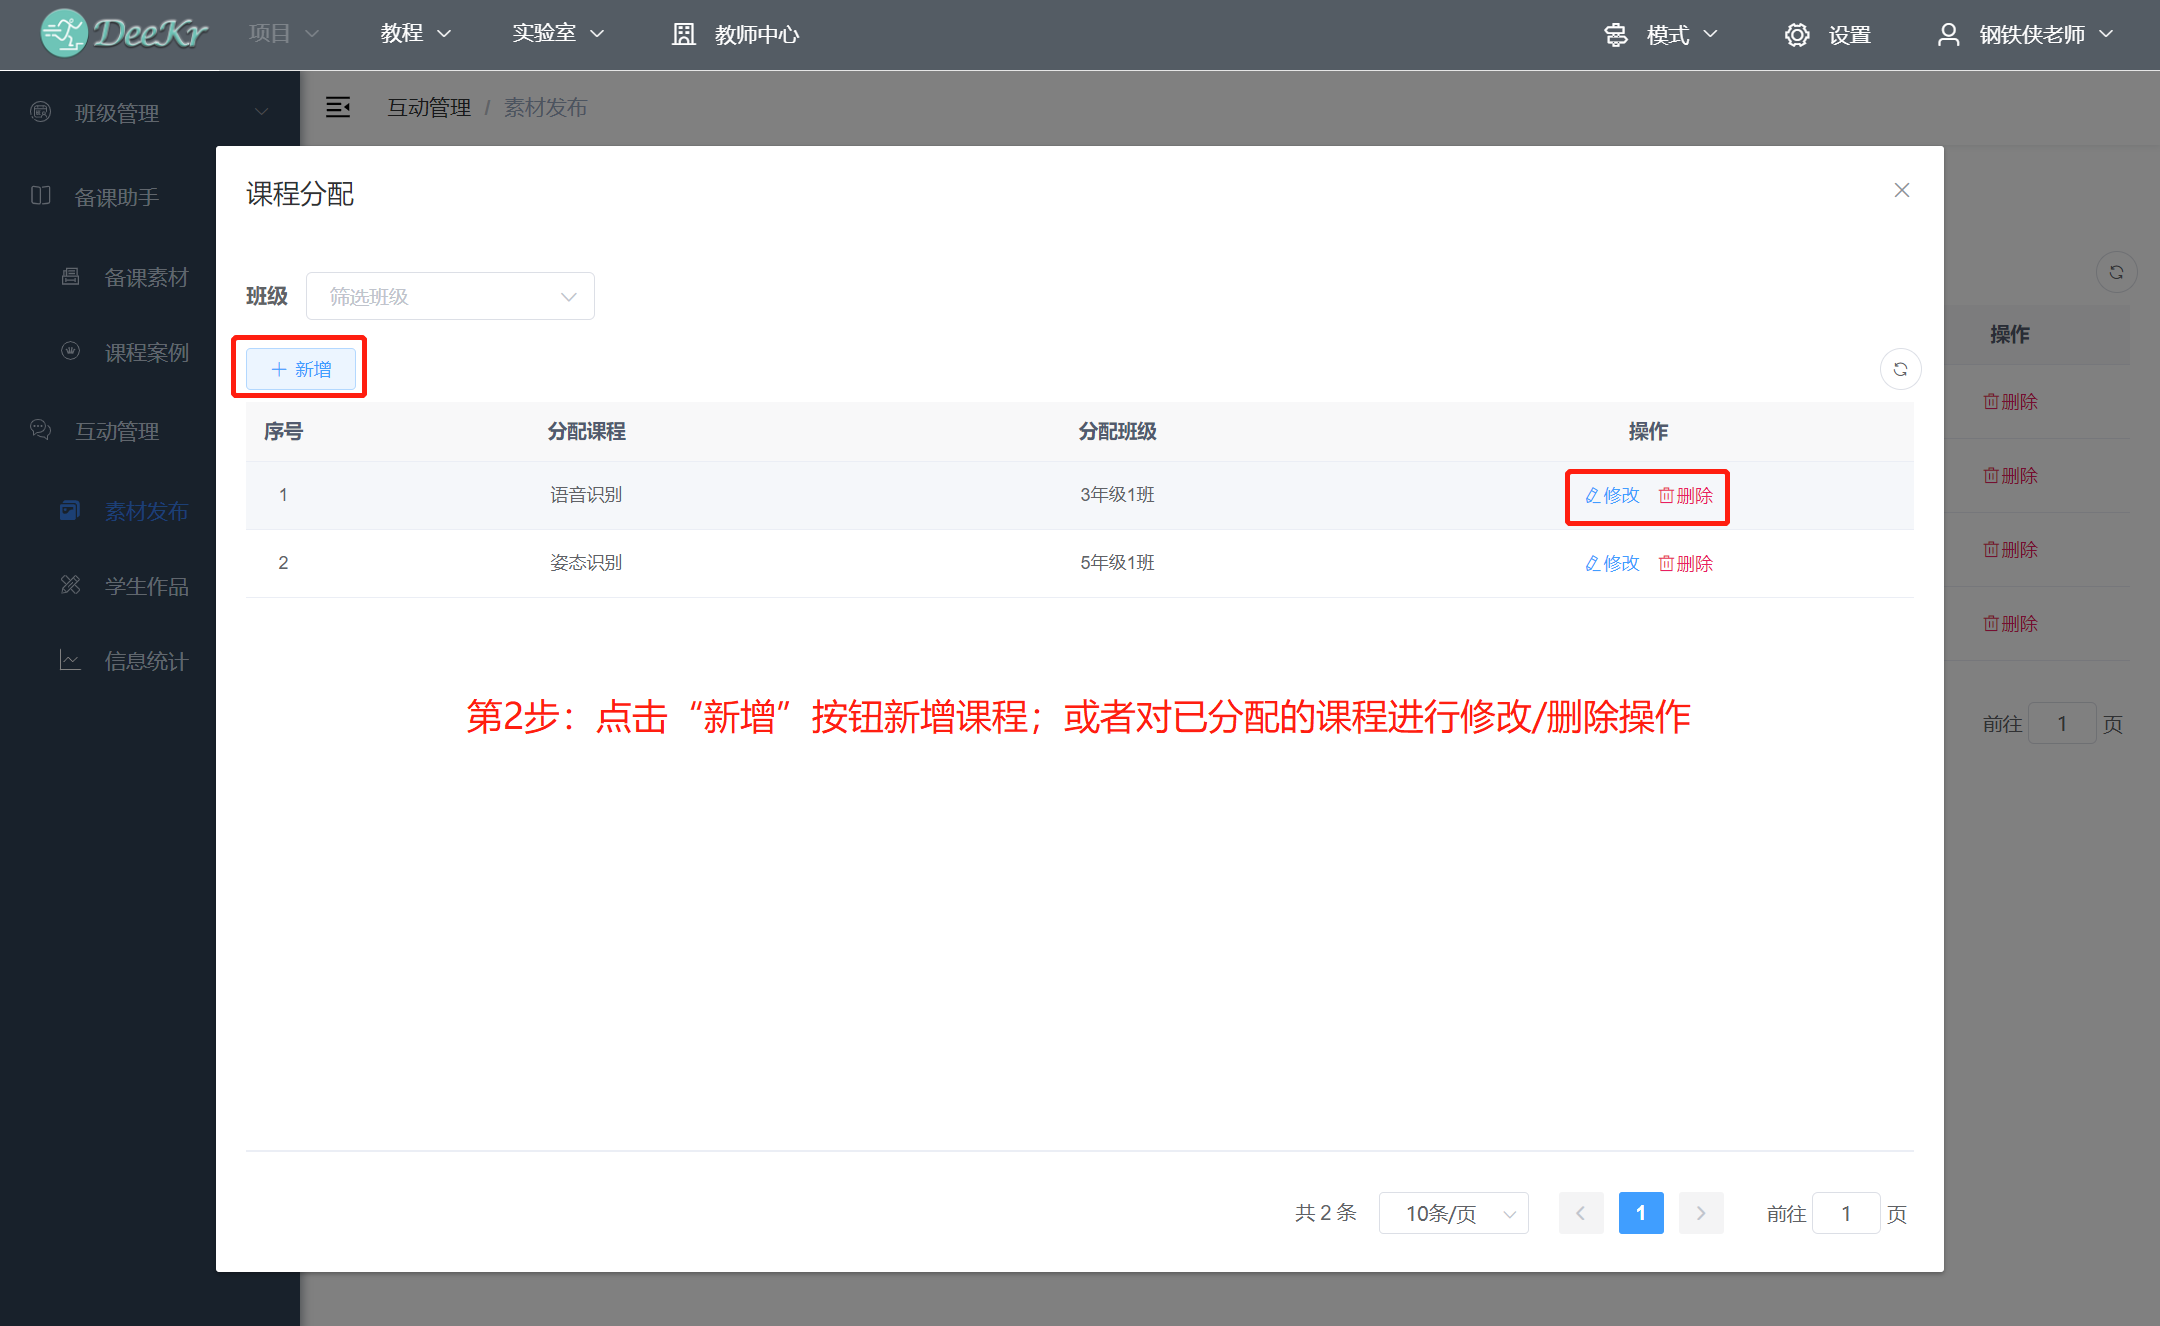 DeeKr 项目 教程 实验室 教师中心 模式 设置 钢铁侠老师
班级管理
互动管理 / 素材发布
备课助手
备课素材
课程案例
互动管理
素材发布
学生作品
信息统计
课程分配
班级 筛选班级
新增
序号 分配课程 分配班级 操作
1 语音识别 3年级1班 修改 删除
2 姿态识别 5年级1班 修改 删除
第2步：点击“新增”按钮新增课程；或者对已分配的课程进行修改/删除操作
共 2 条 10条/页 1 前往 1 页
操作
删除
删除
删除
删除
前往 1 页